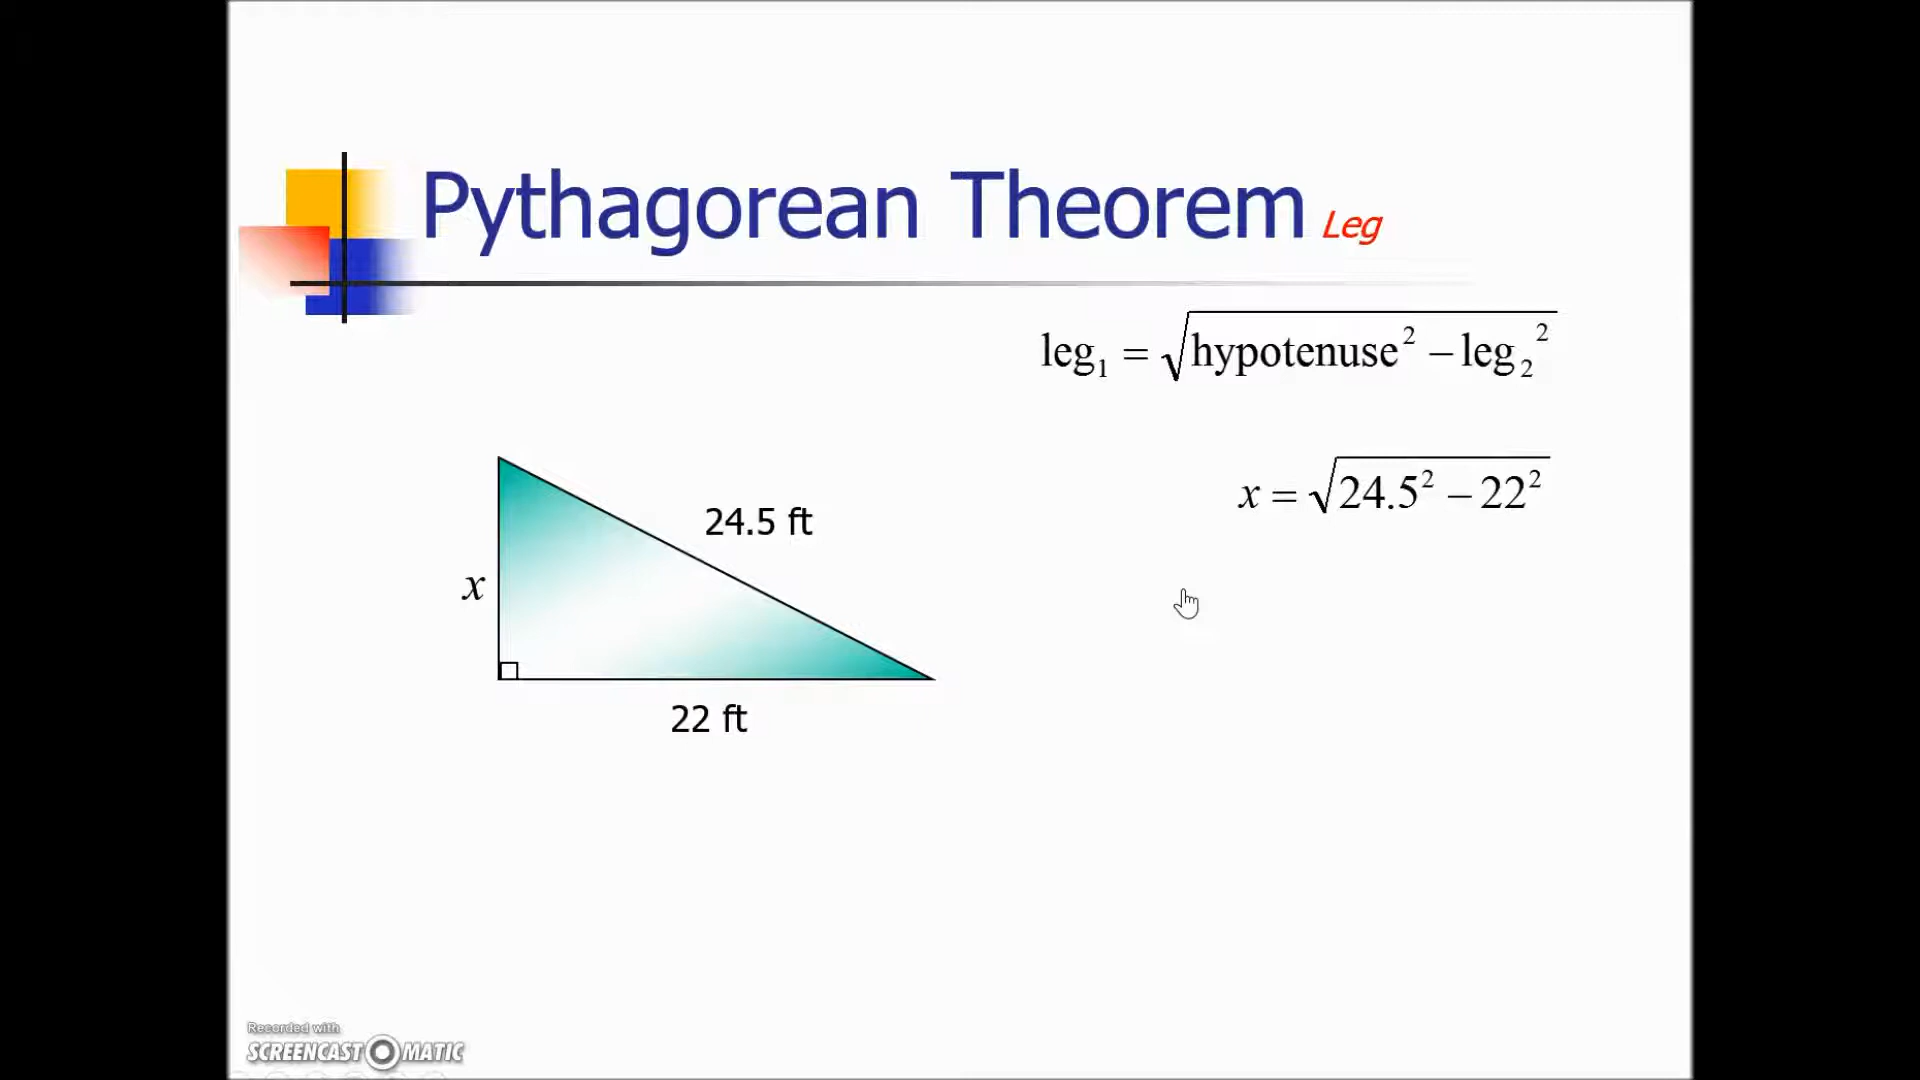 Pythagorean Theorem Leg
leg₁ = √(hypotenuse² − leg₂²)
x = √(24.5² − 22²)
24.5 ft
x
22 ft
Recorded with
SCREENCAST MATIC